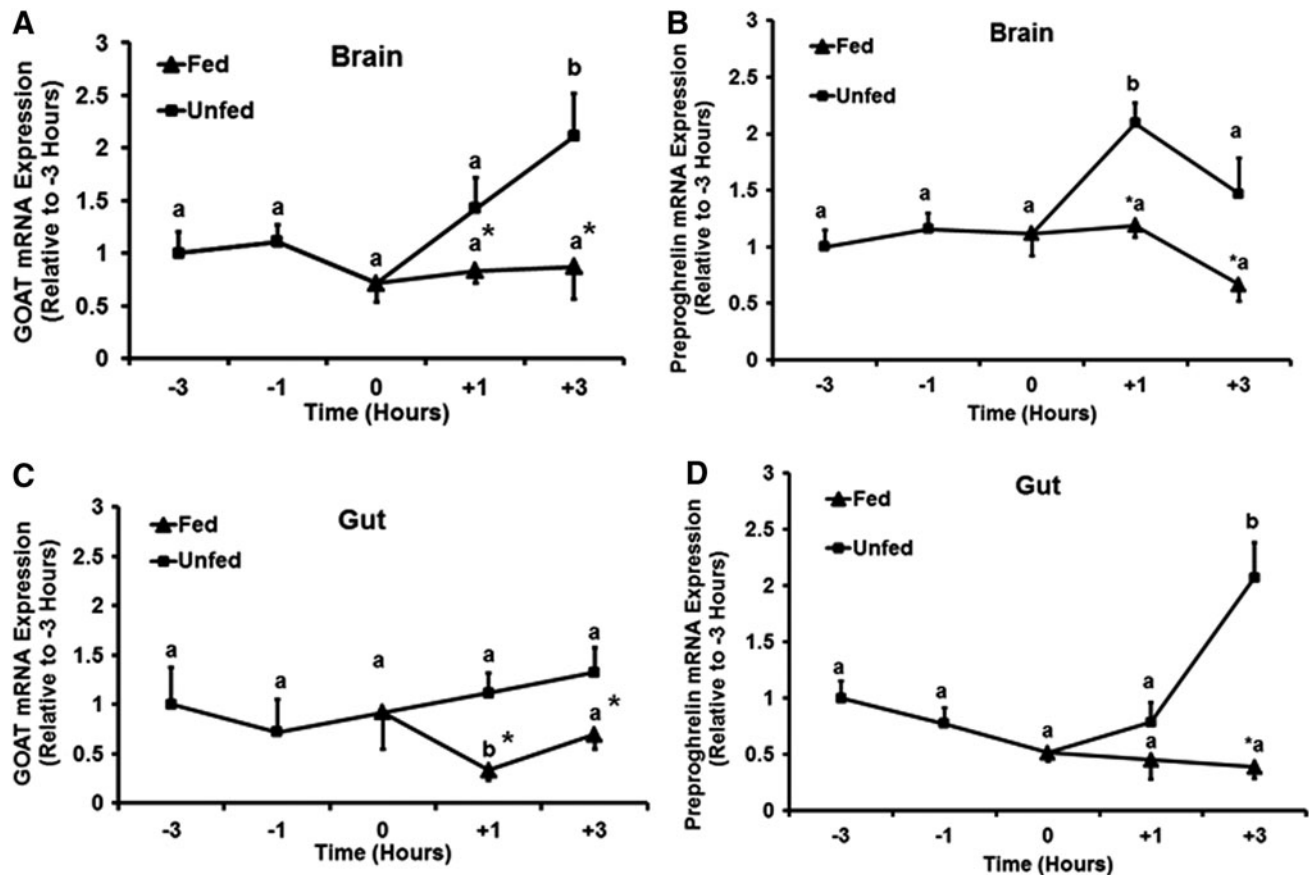 A
Brain
Fed
Unfed
GOAT mRNA Expression
(Relative to -3 Hours)
3
2.5
2
1.5
1
0.5
0
a
a
a
a
b
a*
a*
-3
-1
0
+1
+3
Time (Hours)
B
Brain
Fed
Unfed
Preproghrelin mRNA Expression
(Relative to -3 Hours)
3
2.5
2
1.5
1
0.5
0
a
a
a
b
a
*a
*a
-3
-1
0
+1
+3
Time (Hours)
C
Gut
Fed
Unfed
GOAT mRNA Expression
(Relative to -3 Hours)
3
2.5
2
1.5
1
0.5
0
a
a
a
a
a
b*
a*
-3
-1
0
+1
+3
Time (Hours)
D
Gut
Fed
Unfed
Preproghrelin mRNA Expression
(Relative to -3 Hours)
3
2.5
2
1.5
1
0.5
0
a
a
a
a
b
a
*a
-3
-1
0
+1
+3
Time (Hours)